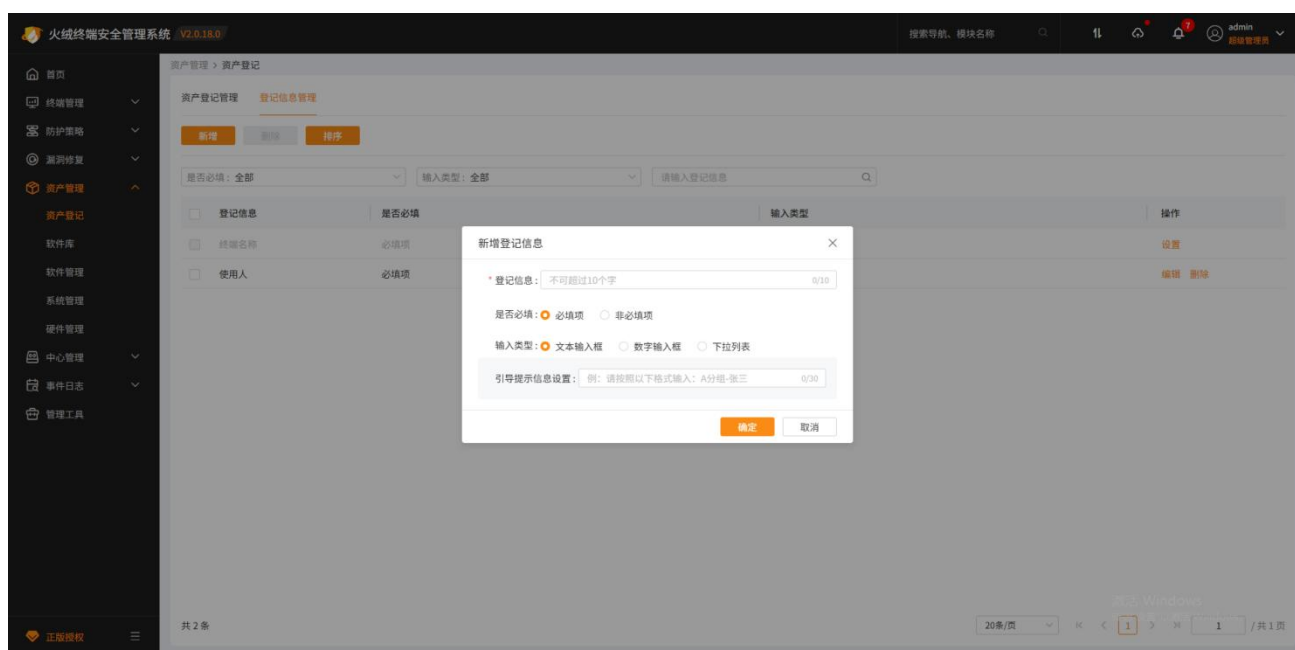 火绒终端安全管理系统 V2.0.18.0 搜索导航、模块名称 7 admin
超级管理员
首页
终端管理
防护策略
漏洞修复
资产管理
资产登记
软件库
软件管理
系统管理
硬件管理
中心管理
事件日志
管理工具
正版授权
资产管理 > 资产登记
资产登记管理 登记信息管理
新增 删除 排序
是否必填: 全部 输入类型: 全部 请输入登记信息
登记信息 是否必填 输入类型 操作
终端名称 必填项 设置
使用人 必填项 编辑 删除
新增登记信息
* 登记信息: 不可超过10个字 0/10
是否必填: 必填项 非必填项
输入类型: 文本输入框 数字输入框 下拉列表
引导提示信息设置: 例: 请按照以下格式输入: A分组-张三 0/30
确定 取消
激活 Windows
共 2 条 20条/页 1 1 / 共 1 页